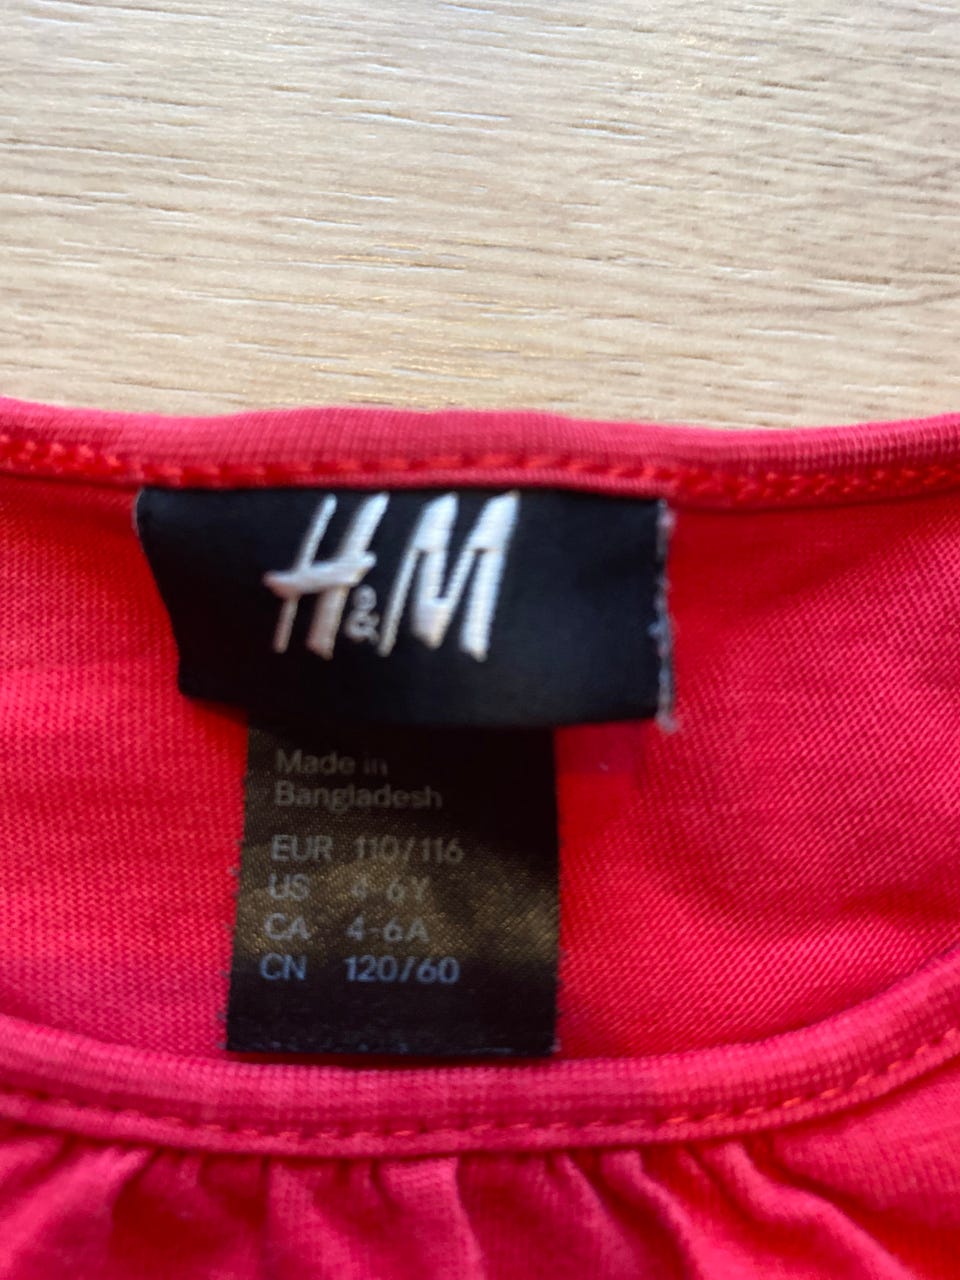 H&M
Made in
Bangladesh
EUR 110/116
US 4-6Y
CA 4-6A
CN 120/60